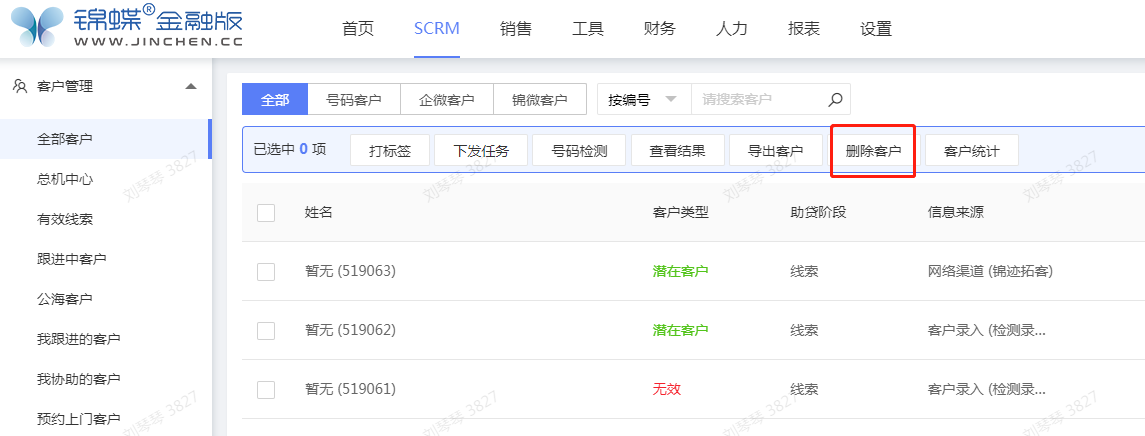 锦蝶®金融版
WWW.JINCHEN.CC
首页 SCRM 销售 工具 财务 人力 报表 设置
客户管理
全部客户
总机中心
有效线索
跟进中客户
公海客户
我跟进的客户
我协助的客户
预约上门客户
全部 号码客户 企微客户 锦微客户 按编号 请搜索客户
已选中 0 项 打标签 下发任务 号码检测 查看结果 导出客户 删除客户 客户统计
姓名 客户类型 助贷阶段 信息来源
暂无 (519063) 潜在客户 线索 网络渠道 (锦迹拓客)
暂无 (519062) 潜在客户 线索 客户录入 (检测录...
暂无 (519061) 无效 线索 客户录入 (检测录...
刘琴琴 3827
刘琴琴 3827
刘琴琴 3827
刘琴琴 3827
刘琴琴 3827
刘琴琴 3827
刘琴琴 3827
刘琴琴 3827